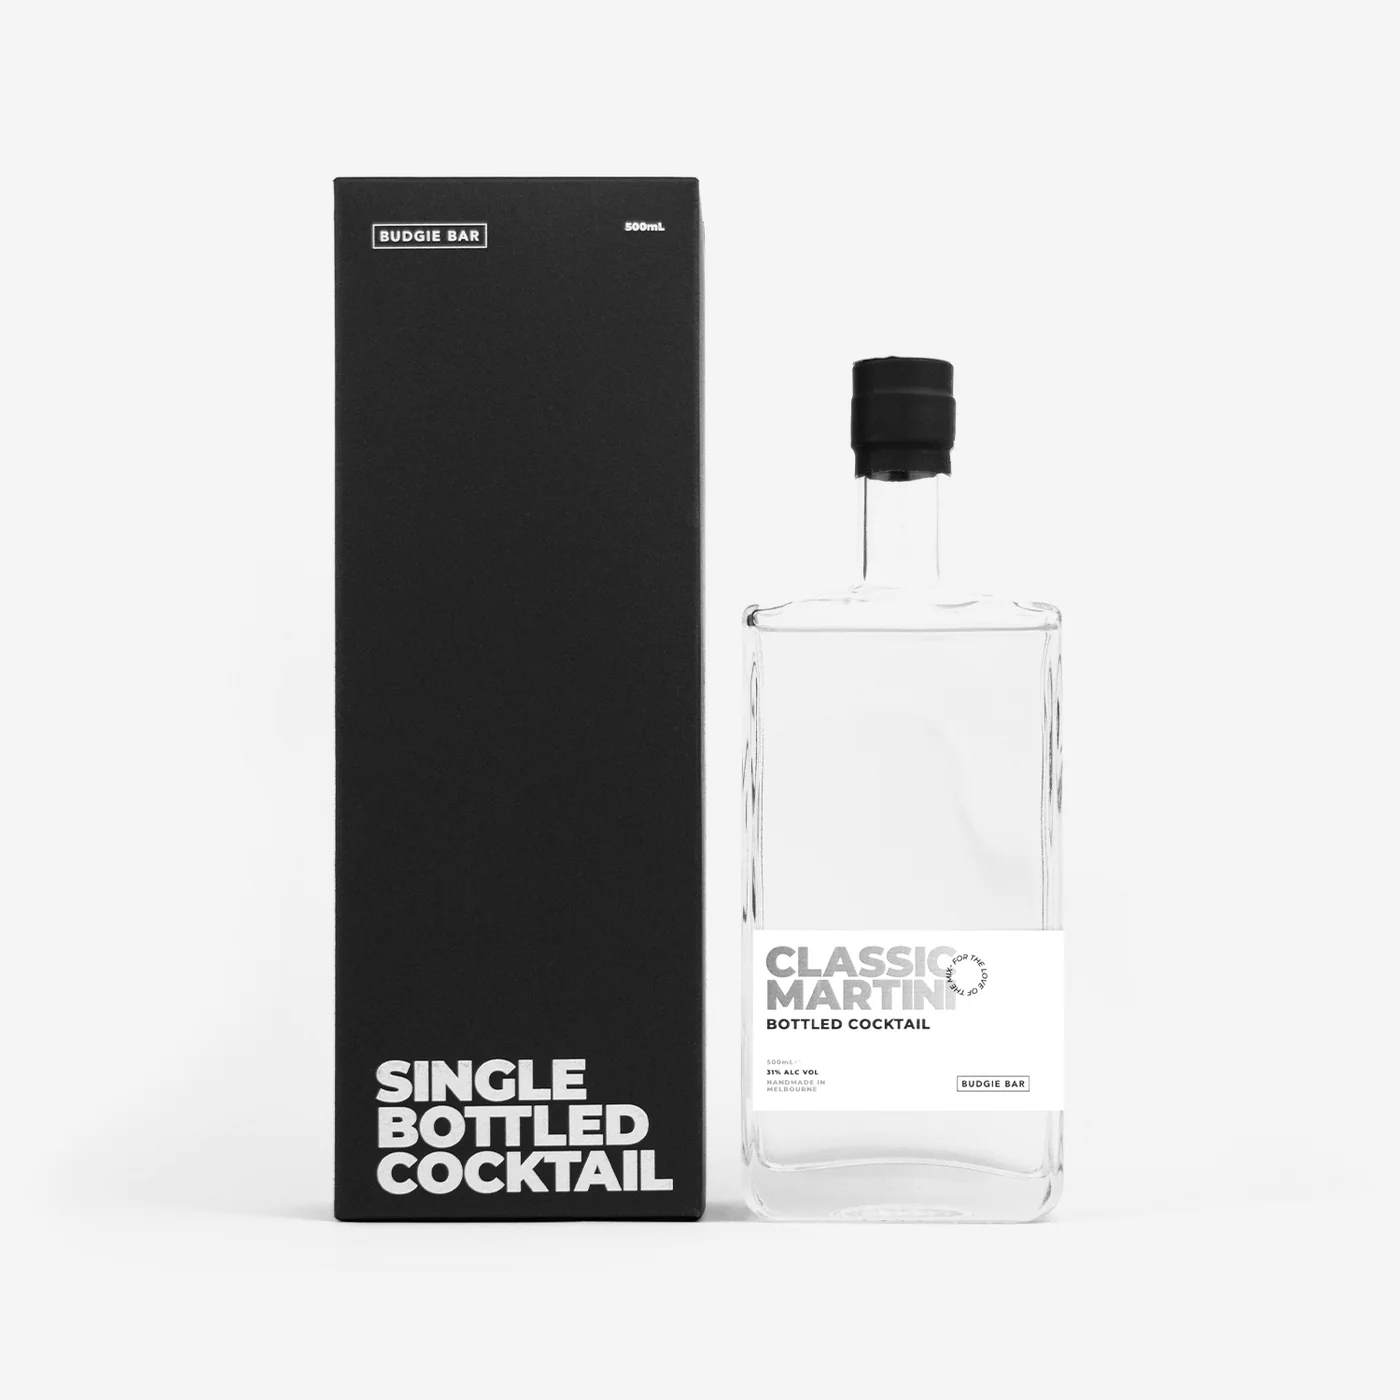 BUDGIE BAR
500mL
SINGLE
BOTTLED
COCKTAIL
CLASSIC
MARTINI
FOR THE LOVE OF THE MIX
BOTTLED COCKTAIL
500mL
31% ALC VOL
HANDMADE IN
MELBOURNE
BUDGIE BAR